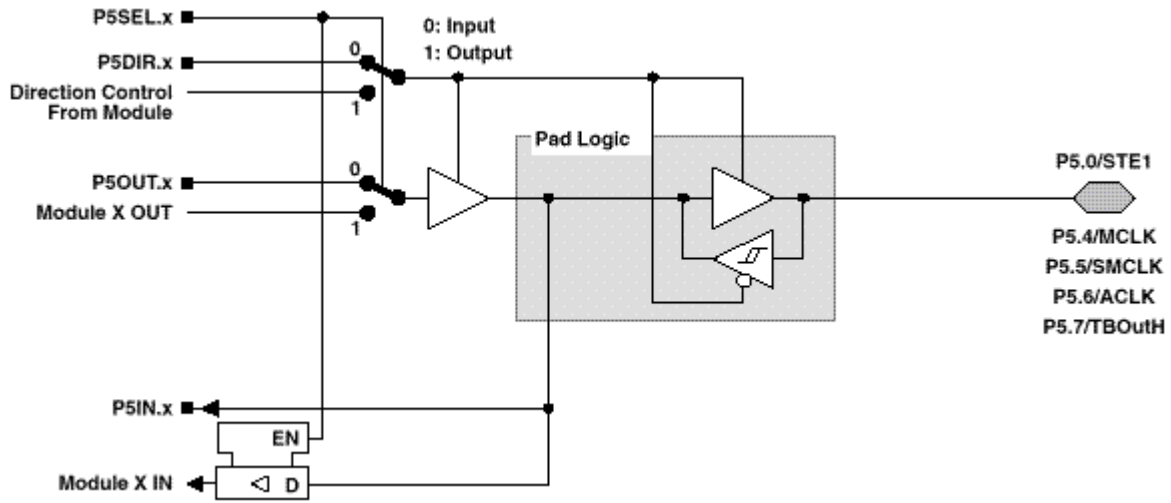 P5SEL.x
0: Input
1: Output
P5DIR.x
0
Direction Control
From Module
1
Pad Logic
P5OUT.x
0
Module X OUT
1
P5.0/STE1
P5.4/MCLK
P5.5/SMCLK
P5.6/ACLK
P5.7/TBOutH
P5IN.x
EN
Module X IN
D